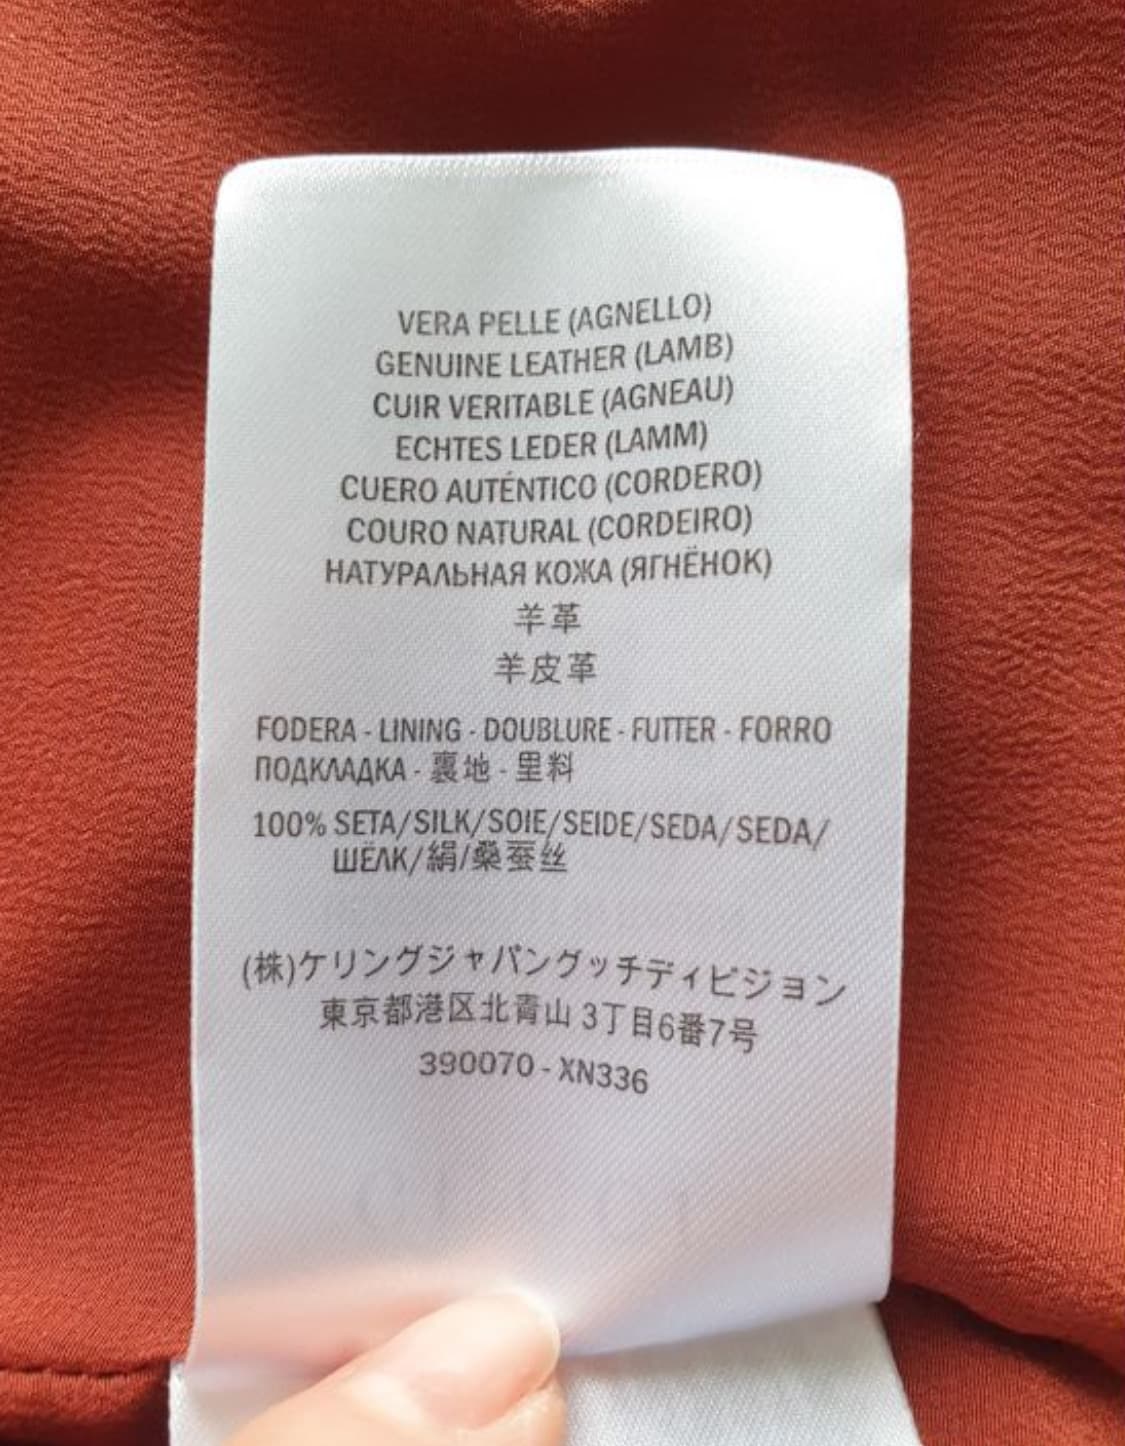 VERA PELLE (AGNELLO)
GENUINE LEATHER (LAMB)
CUIR VERITABLE (AGNEAU)
ECHTES LEDER (LAMM)
CUERO AUTÉNTICO (CORDERO)
COURO NATURAL (CORDEIRO)
НАТУРАЛЬНАЯ КОЖА (ЯГНЁНОК)
羊革
羊皮革
FODERA - LINING - DOUBLURE - FUTTER - FORRO
ПОДКЛАДКА - 裏地 - 里料
100% SETA/SILK/SOIE/SEIDE/SEDA/SEDA/
ШЁЛК/絹/桑蚕丝
(株)ケリングジャパングッチディビジョン
東京都港区北青山 3丁目6番7号
390070 - XN336